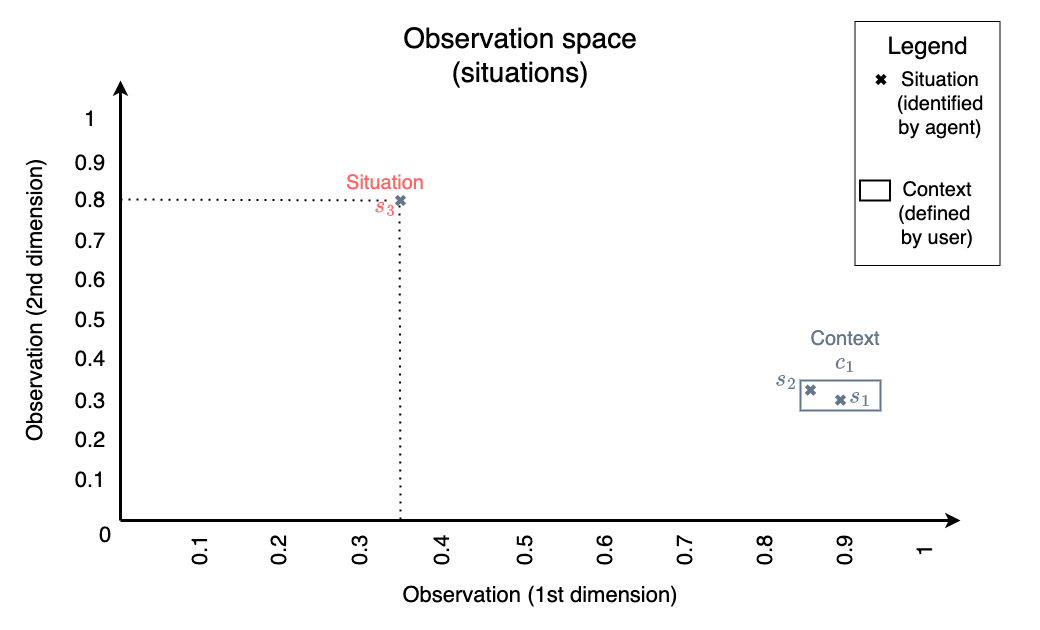 Observation space
(situations)
Legend
Situation
(identified
by agent)
Context
(defined
by user)
Observation (2nd dimension)
1
0.9
0.8
0.7
0.6
0.5
0.4
0.3
0.2
0.1
0
Situation
s₃
Context
c₁
s₂
s₁
0.1
0.2
0.3
0.4
0.5
0.6
0.7
0.8
0.9
1
Observation (1st dimension)